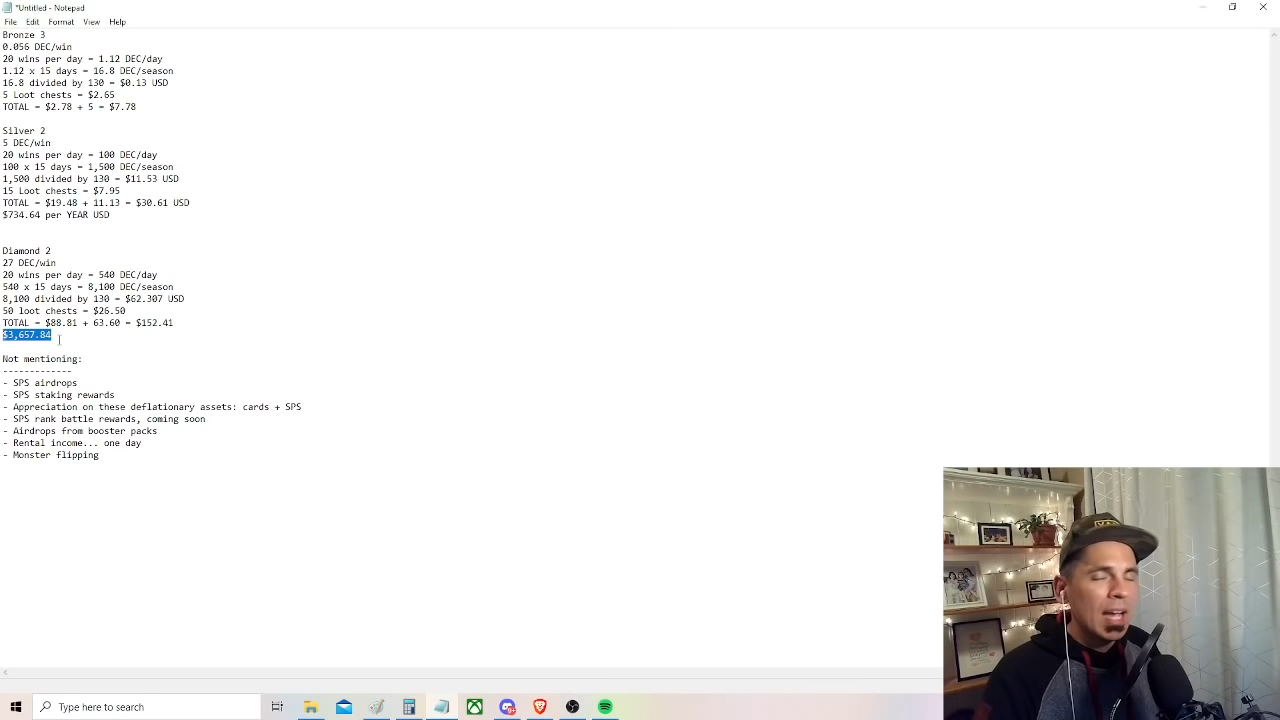 *Untitled - Notepad
File Edit Format View Help
Bronze 3
0.056 DEC/win
20 wins per day = 1.12 DEC/day
1.12 x 15 days = 16.8 DEC/season
16.8 divided by 130 = $0.13 USD
5 Loot chests = $2.65
TOTAL = $2.78 + 5 = $7.78
Silver 2
5 DEC/win
20 wins per day = 100 DEC/day
100 x 15 days = 1,500 DEC/season
1,500 divided by 130 = $11.53 USD
15 Loot chests = $7.95
TOTAL = $19.48 + 11.13 = $30.61 USD
$734.64 per YEAR USD
Diamond 2
27 DEC/win
20 wins per day = 540 DEC/day
540 x 15 days = 8,100 DEC/season
8,100 divided by 130 = $62.307 USD
50 loot chests = $26.50
TOTAL = $88.81 + 63.60 = $152.41
$3,657.84
Not mentioning:
-------------
- SPS airdrops
- SPS staking rewards
- Appreciation on these deflationary assets: cards + SPS
- SPS rank battle rewards, coming soon
- Airdrops from booster packs
- Rental income... one day
- Monster flipping
Type here to search